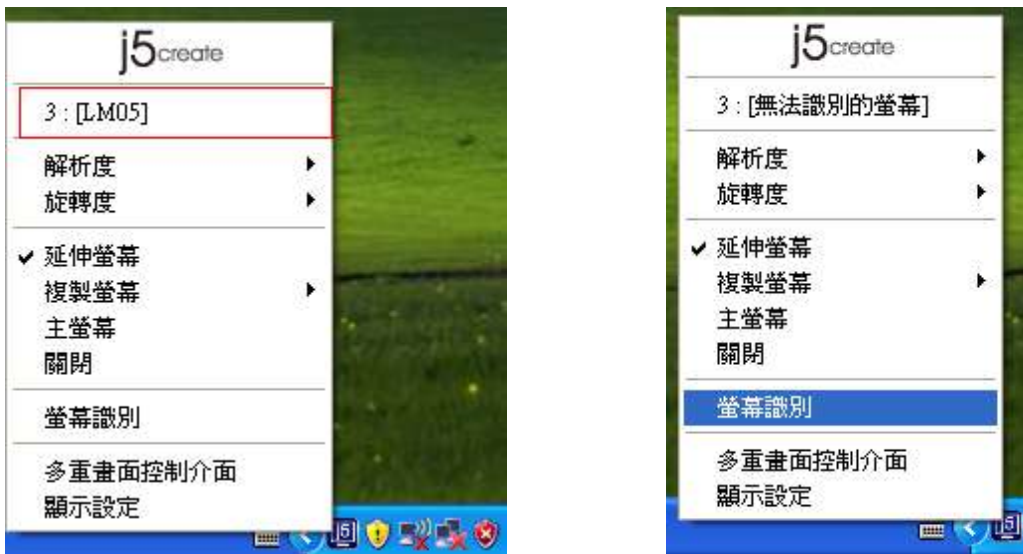 j5create
3 : [LM05]
解析度
旋轉度
延伸螢幕
複製螢幕
主螢幕
關閉
螢幕識別
多重畫面控制介面
顯示設定
j5
j5create
3 : [無法識別的螢幕]
解析度
旋轉度
延伸螢幕
複製螢幕
主螢幕
關閉
螢幕識別
多重畫面控制介面
顯示設定
j5